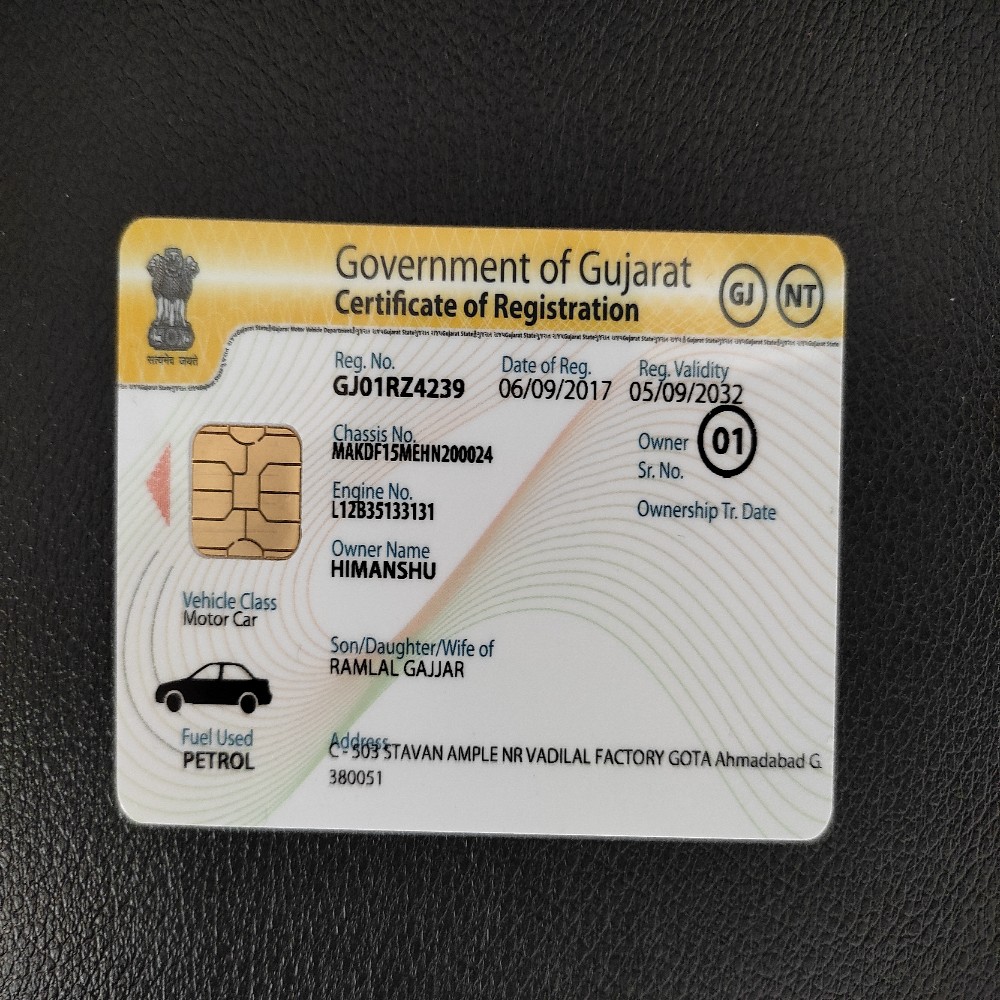 Government of Gujarat
Certificate of Registration
GJ NT
सत्यमेव जयते
Reg. No. Date of Reg. Reg. Validity
GJ01RZ4239 06/09/2017 05/09/2032
Chassis No.
MAKDF15MEHN200024
Owner 01
Sr. No.
Engine No.
L12B35133131
Ownership Tr. Date
Owner Name
HIMANSHU
Vehicle Class
Motor Car
Son/Daughter/Wife of
RAMLAL GAJJAR
Fuel Used
PETROL
Address
C - 503 STAVAN AMPLE NR VADILAL FACTORY GOTA Ahmadabad G
380051